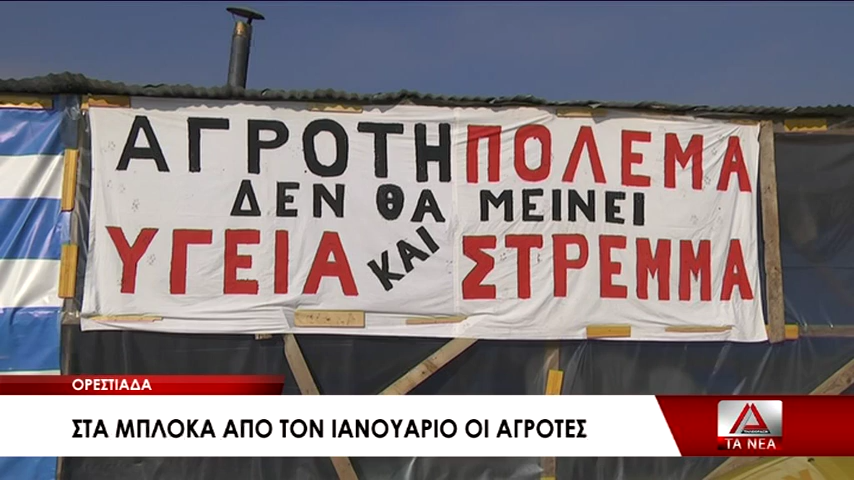 ΑΓΡΟΤΗ ΠΟΛΕΜΑ
ΔΕΝ ΘΑ ΜΕΙΝΕΙ
ΥΓΕΙΑ ΚΑΙ ΣΤΡΕΜΜΑ
ΟΡΕΣΤΙΑΔΑ
ΣΤΑ ΜΠΛΟΚΑ ΑΠΟ ΤΟΝ ΙΑΝΟΥΑΡΙΟ ΟΙ ΑΓΡΟΤΕΣ
ΤΑ ΝΕΑ